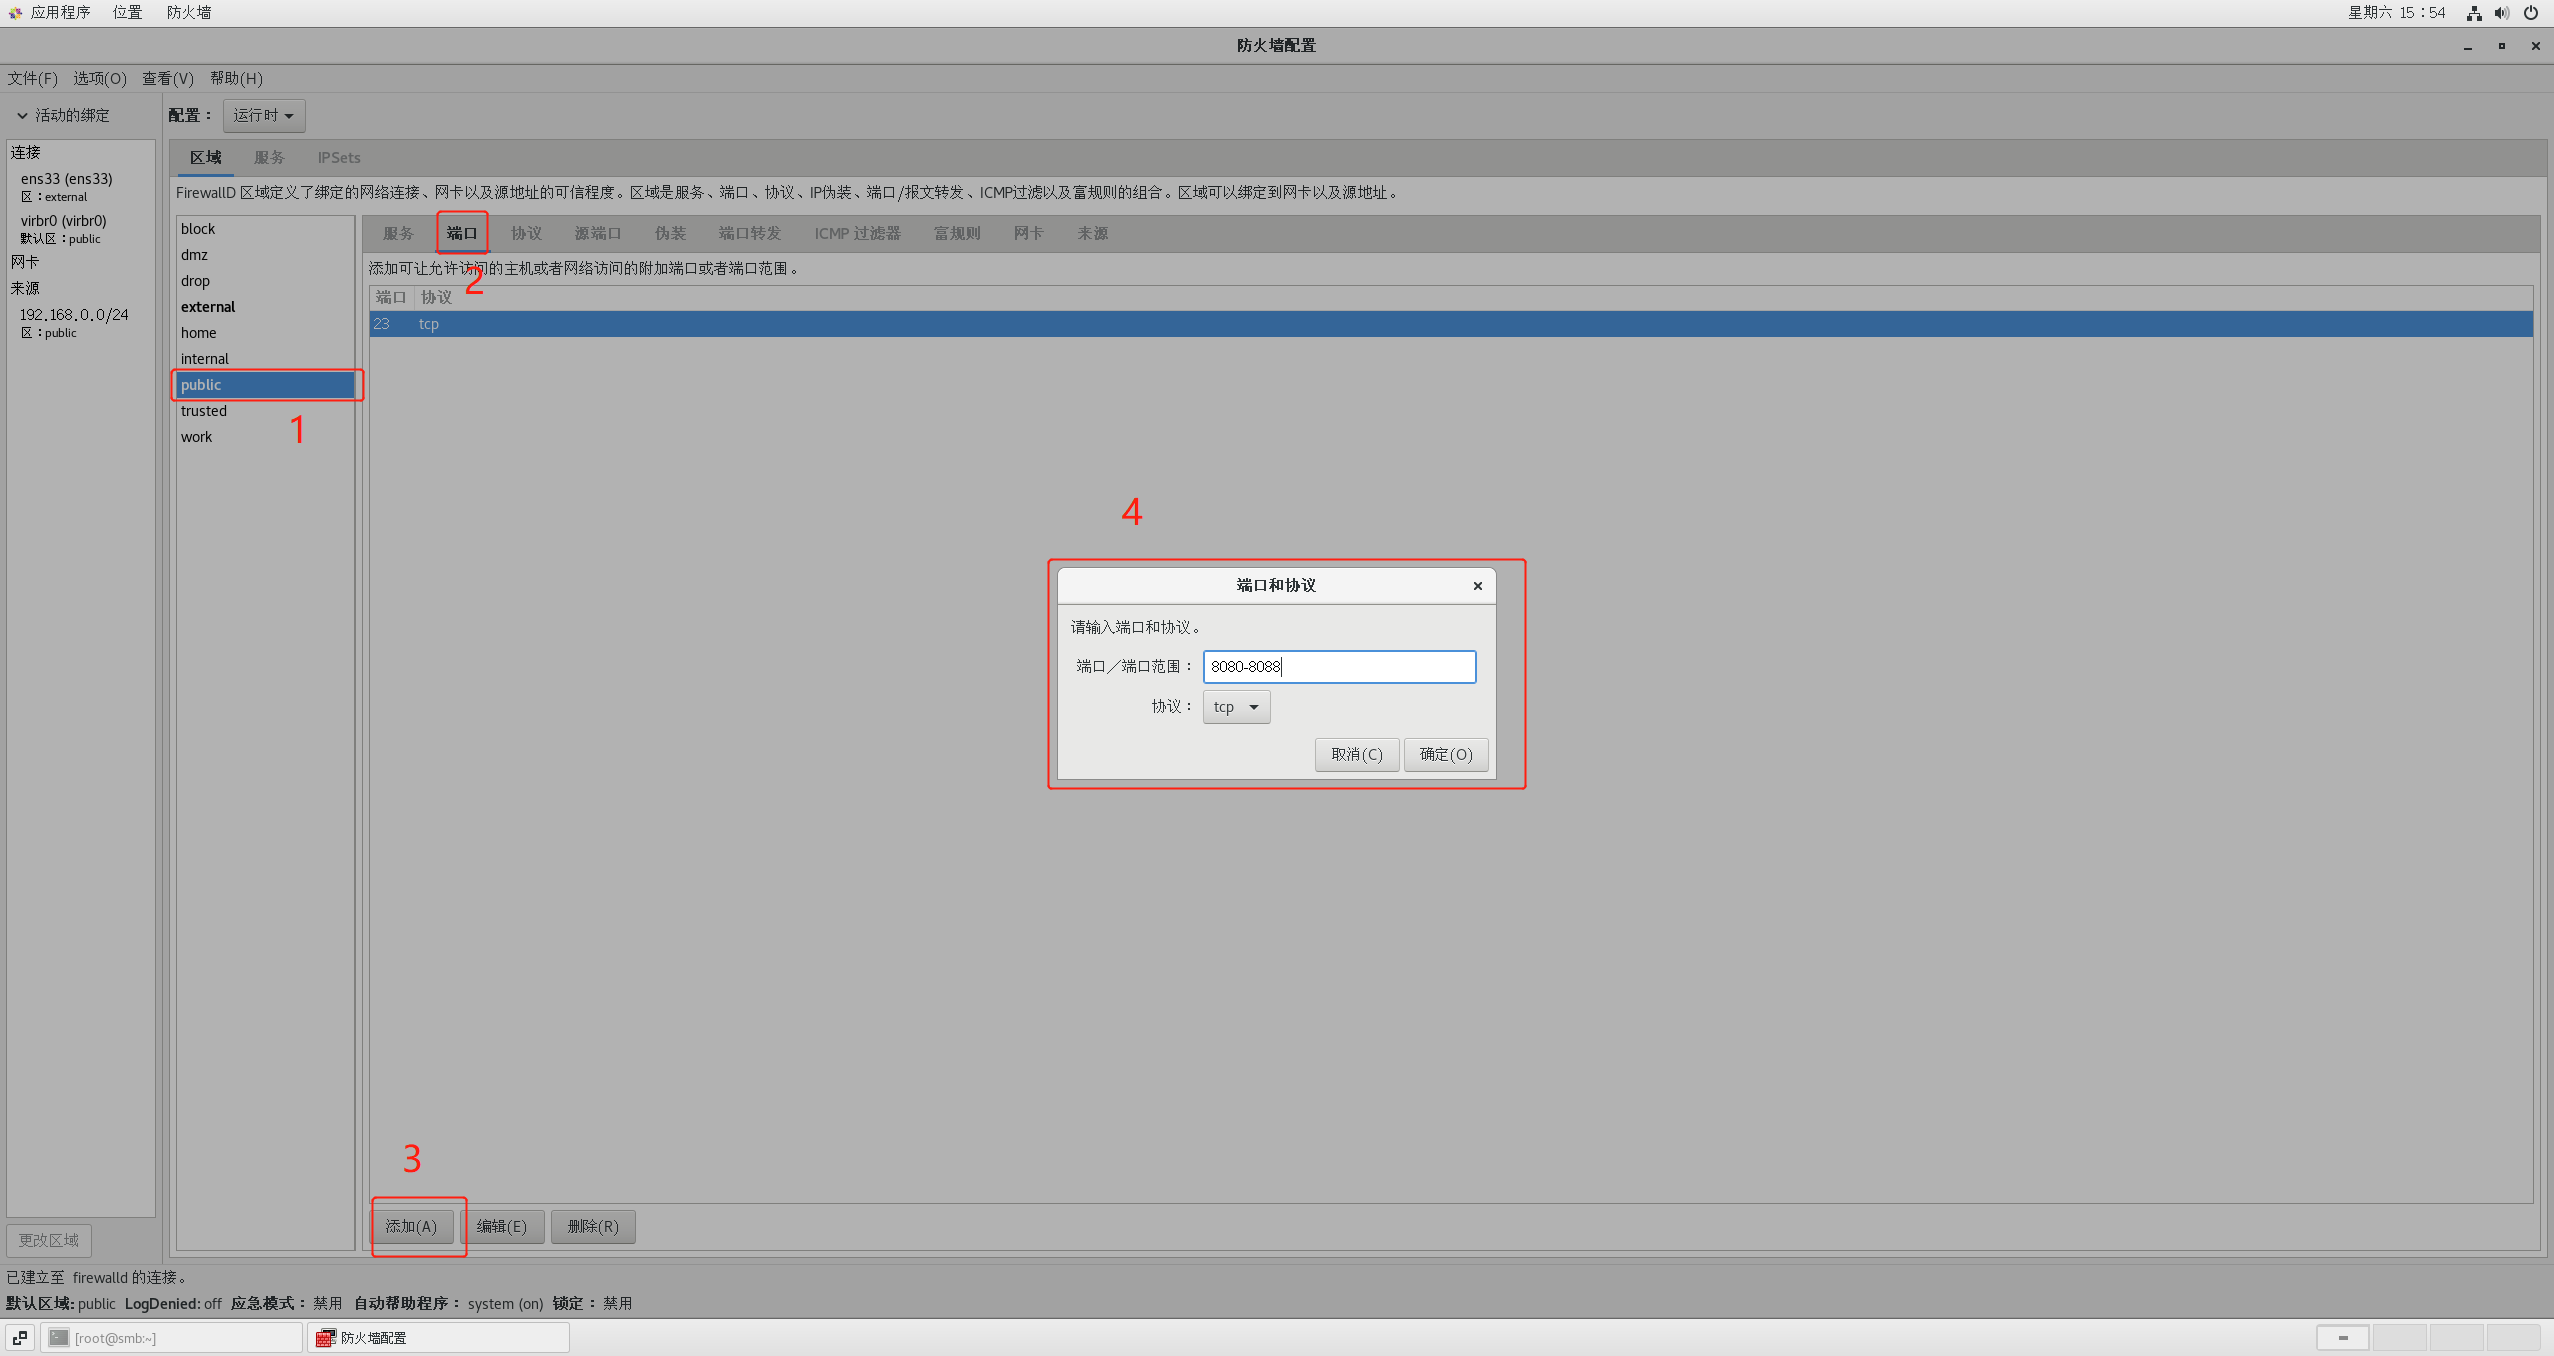 应用程序 位置 防火墙 星期六 15：54
防火墙配置
文件(F) 选项(O) 查看(V) 帮助(H)
活动的绑定
连接
ens33 (ens33)
区：external
virbr0 (virbr0)
默认区：public
网卡
来源
192.168.0.0/24
区：public
更改区域
配置： 运行时
区域 服务 IPSets
FirewallD 区域定义了绑定的网络连接、网卡以及源地址的可信程度。区域是服务、端口、协议、IP伪装、端口/报文转发、ICMP过滤以及富规则的组合。区域可以绑定到网卡以及源地址。
block
dmz
drop
external
home
internal
public
trusted
work
1
服务 端口 协议 源端口 伪装 端口转发 ICMP 过滤器 富规则 网卡 来源
添加可让允许访问的主机或者网络访问的附加端口或者端口范围。
2
端口 协议
23 tcp
4
端口和协议
请输入端口和协议。
端口／端口范围： 8080-8088
协议： tcp
取消(C) 确定(O)
3
添加(A) 编辑(E) 删除(R)
已建立至 firewalld 的连接。
默认区域: public LogDenied: off 应急模式： 禁用 自动帮助程序： system (on) 锁定： 禁用
[root@smb:~] 防火墙配置